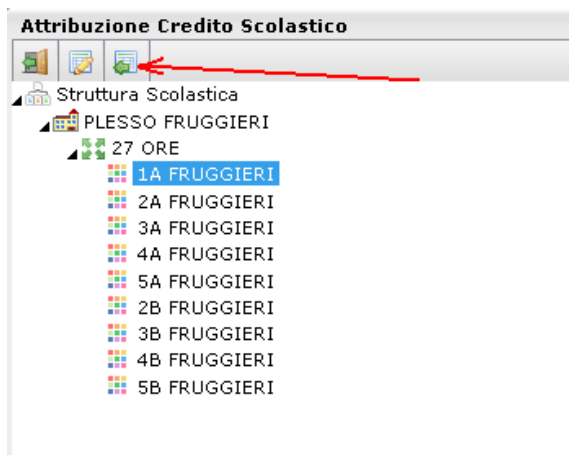 Attribuzione Credito Scolastico
Struttura Scolastica
PLESSO FRUGGIERI
27 ORE
1A FRUGGIERI
2A FRUGGIERI
3A FRUGGIERI
4A FRUGGIERI
5A FRUGGIERI
2B FRUGGIERI
3B FRUGGIERI
4B FRUGGIERI
5B FRUGGIERI